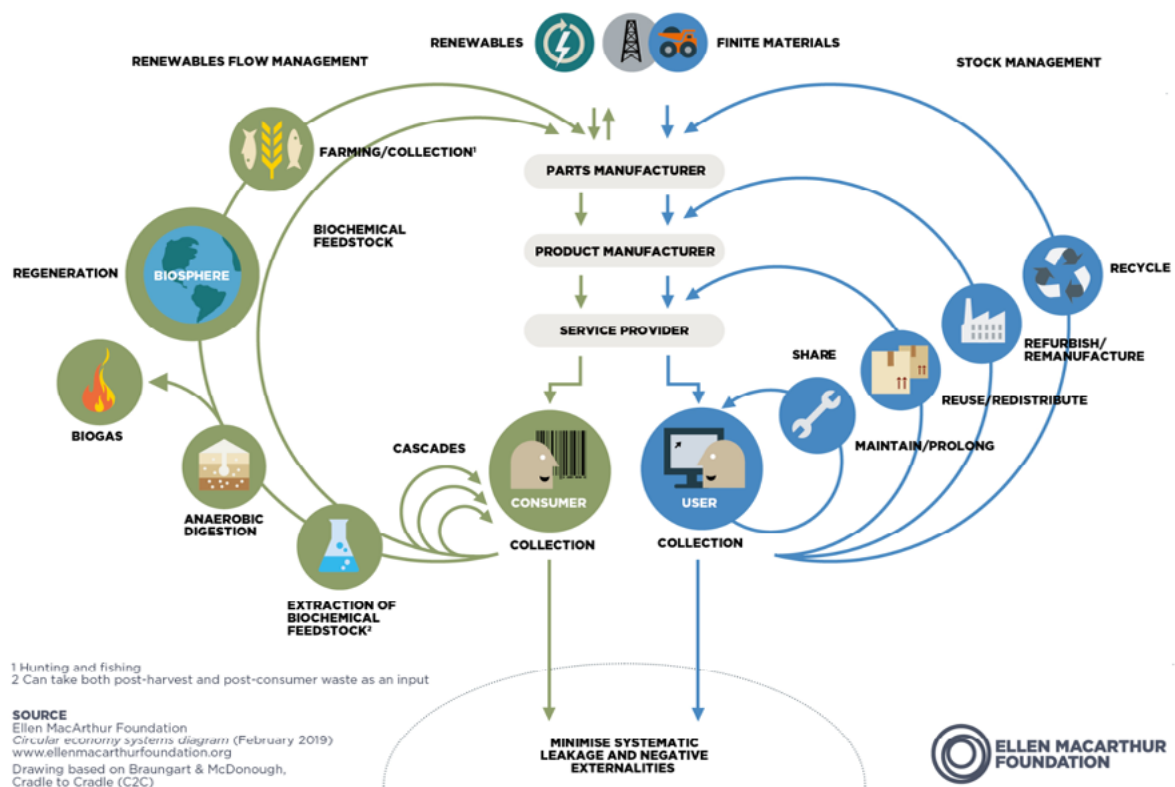 RENEWABLES
FINITE MATERIALS
RENEWABLES FLOW MANAGEMENT
STOCK MANAGEMENT
FARMING/COLLECTION¹
PARTS MANUFACTURER
BIOCHEMICAL
FEEDSTOCK
PRODUCT MANUFACTURER
REGENERATION
BIOSPHERE
RECYCLE
SERVICE PROVIDER
SHARE
REFURBISH/
REMANUFACTURE
REUSE/REDISTRIBUTE
BIOGAS
CASCADES
MAINTAIN/PROLONG
CONSUMER
USER
ANAEROBIC
DIGESTION
COLLECTION
COLLECTION
EXTRACTION OF
BIOCHEMICAL
FEEDSTOCK²
1 Hunting and fishing
2 Can take both post-harvest and post-consumer waste as an input
SOURCE
Ellen MacArthur Foundation
Circular economy systems diagram (February 2019)
www.ellenmacarthurfoundation.org
Drawing based on Braungart & McDonough,
Cradle to Cradle (C2C)
MINIMISE SYSTEMATIC
LEAKAGE AND NEGATIVE
EXTERNALITIES
ELLEN MACARTHUR
FOUNDATION